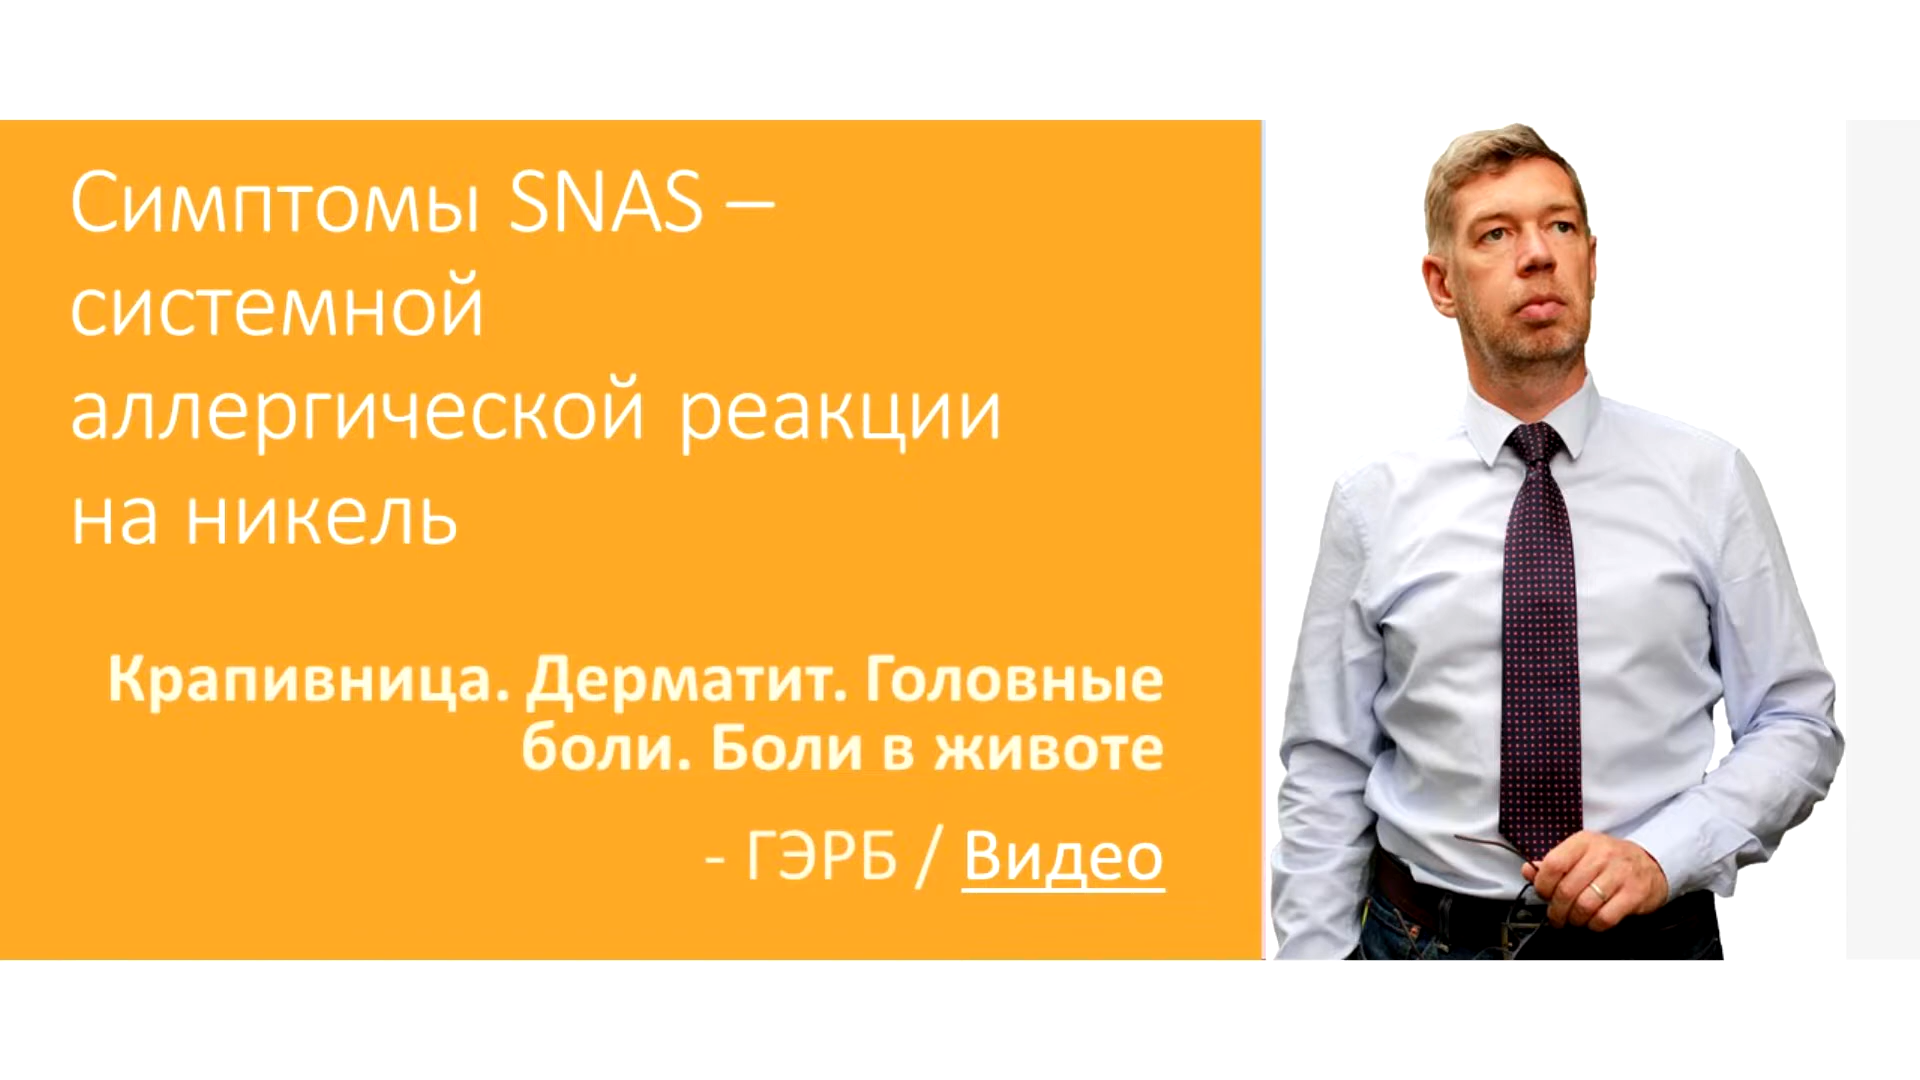 Симптомы SNAS –
системной
аллергической реакции
на никель
Крапивница. Дерматит. Головные
боли. Боли в животе
- ГЭРБ / Видео